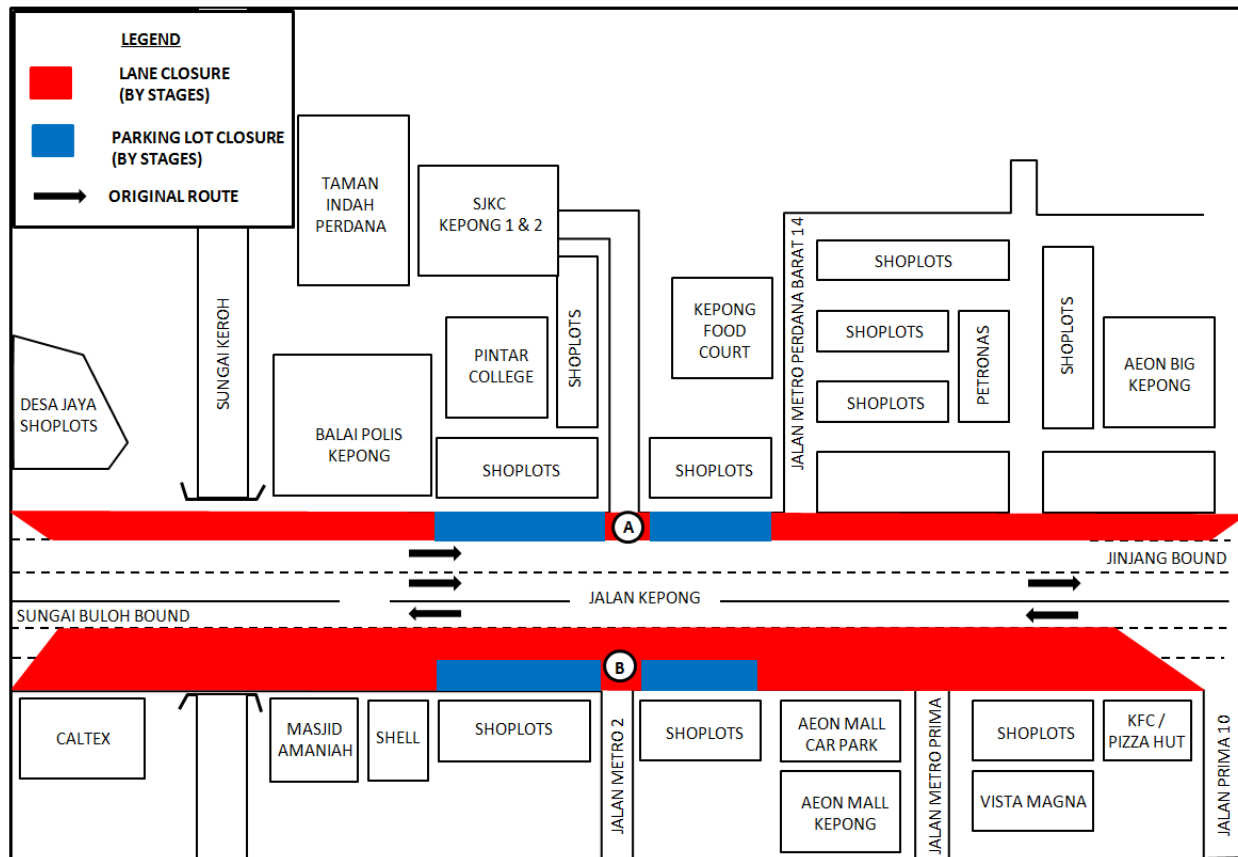 LEGEND
LANE CLOSURE
(BY STAGES)
PARKING LOT CLOSURE
(BY STAGES)
ORIGINAL ROUTE
TAMAN
INDAH
PERDANA
SJKC
KEPONG 1 & 2
SUNGAI KEROH
DESA JAYA
SHOPLOTS
BALAI POLIS
KEPONG
PINTAR
COLLEGE
SHOPLOTS
SHOPLOTS
KEPONG
FOOD
COURT
SHOPLOTS
JALAN METRO PERDANA BARAT 14
SHOPLOTS
SHOPLOTS
SHOPLOTS
PETRONAS
SHOPLOTS
AEON BIG
KEPONG
A
JINJANG BOUND
JALAN KEPONG
SUNGAI BULOH BOUND
B
CALTEX
MASJID
AMANIAH
SHELL
SHOPLOTS
JALAN METRO 2
SHOPLOTS
AEON MALL
CAR PARK
AEON MALL
KEPONG
JALAN METRO PRIMA
SHOPLOTS
VISTA MAGNA
KFC /
PIZZA HUT
JALAN PRIMA 10